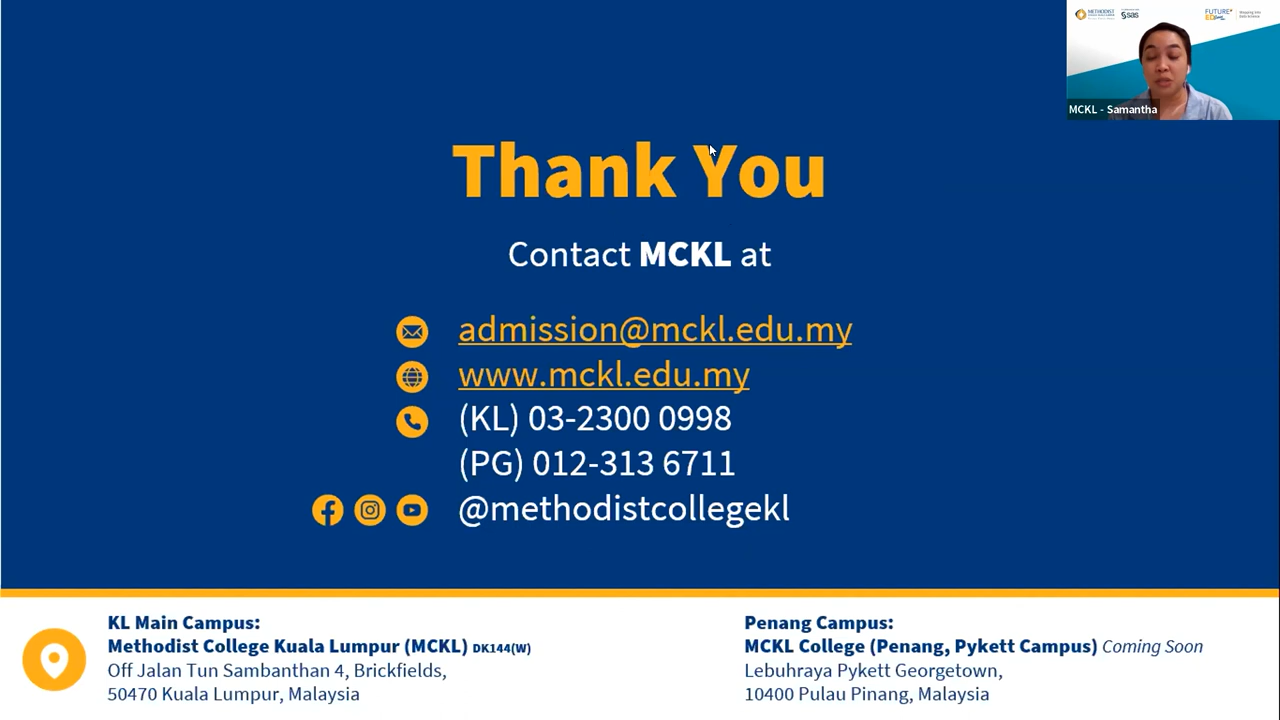 METHODIST
sas
FUTURE
MCKL - Samantha
Thank You
Contact MCKL at
admission@mckl.edu.my
www.mckl.edu.my
(KL) 03-2300 0998
(PG) 012-313 6711
@methodistcollegekl
KL Main Campus:
Methodist College Kuala Lumpur (MCKL) DK144(W)
Off Jalan Tun Sambanthan 4, Brickfields,
50470 Kuala Lumpur, Malaysia
Penang Campus:
MCKL College (Penang, Pykett Campus) Coming Soon
Lebuhraya Pykett Georgetown,
10400 Pulau Pinang, Malaysia